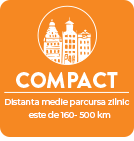 COMPACT
Distanta medie parcursa zilnic
este de 160- 500 km